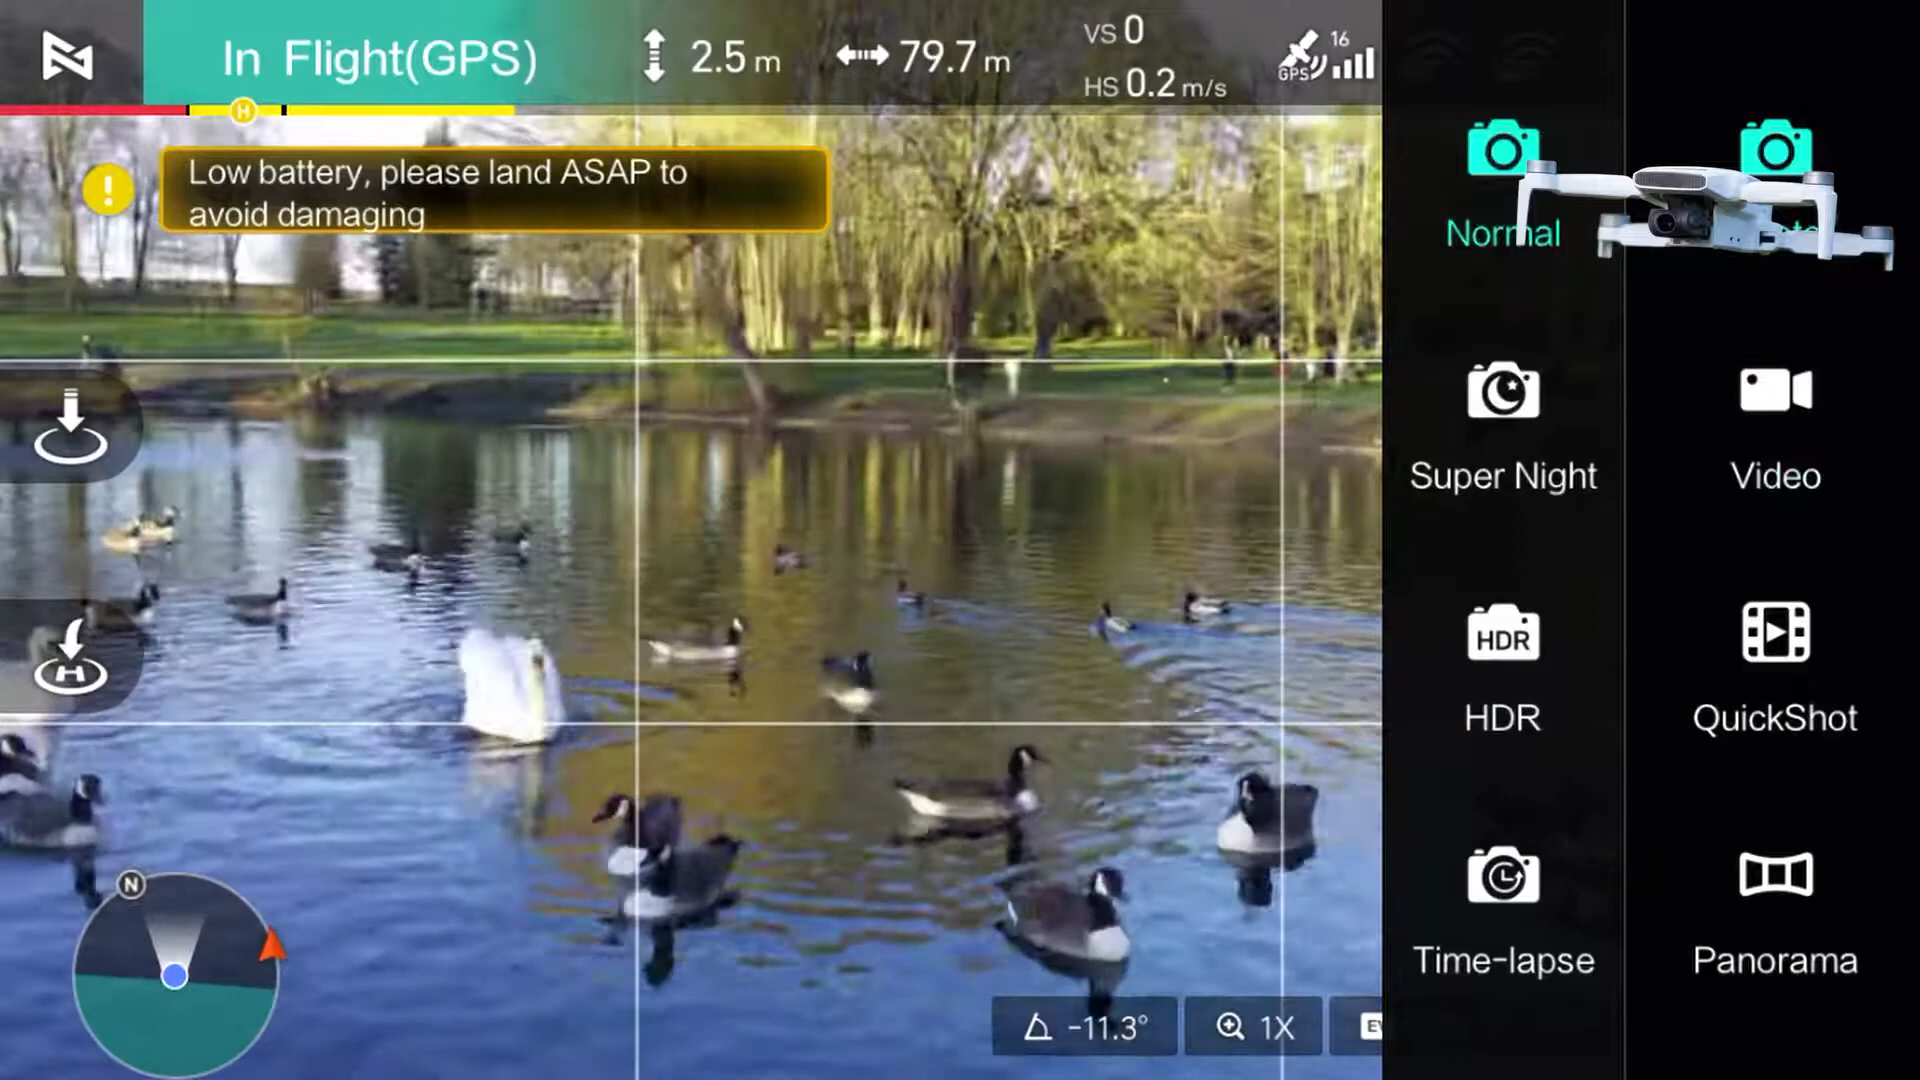 In Flight(GPS)
2.5 m
79.7 m
VS 0
HS 0.2 m/s
GPS
16
H
Low battery, please land ASAP to
avoid damaging
Normal
Super Night
Video
HDR
HDR
QuickShot
Time-lapse
Panorama
H
N
-11.3°
1X
EV